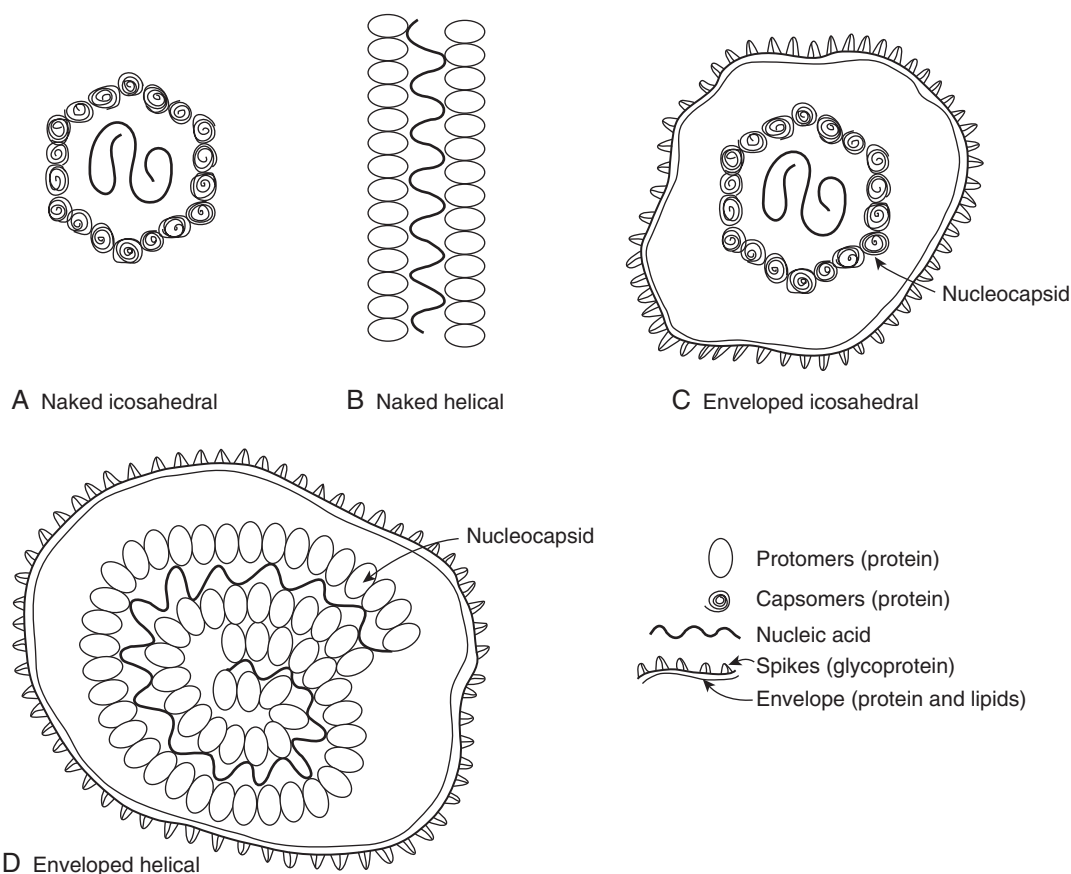 A Naked icosahedral
B Naked helical
Nucleocapsid
C Enveloped icosahedral
Nucleocapsid
Protomers (protein)
Capsomers (protein)
Nucleic acid
Spikes (glycoprotein)
Envelope (protein and lipids)
D Enveloped helical